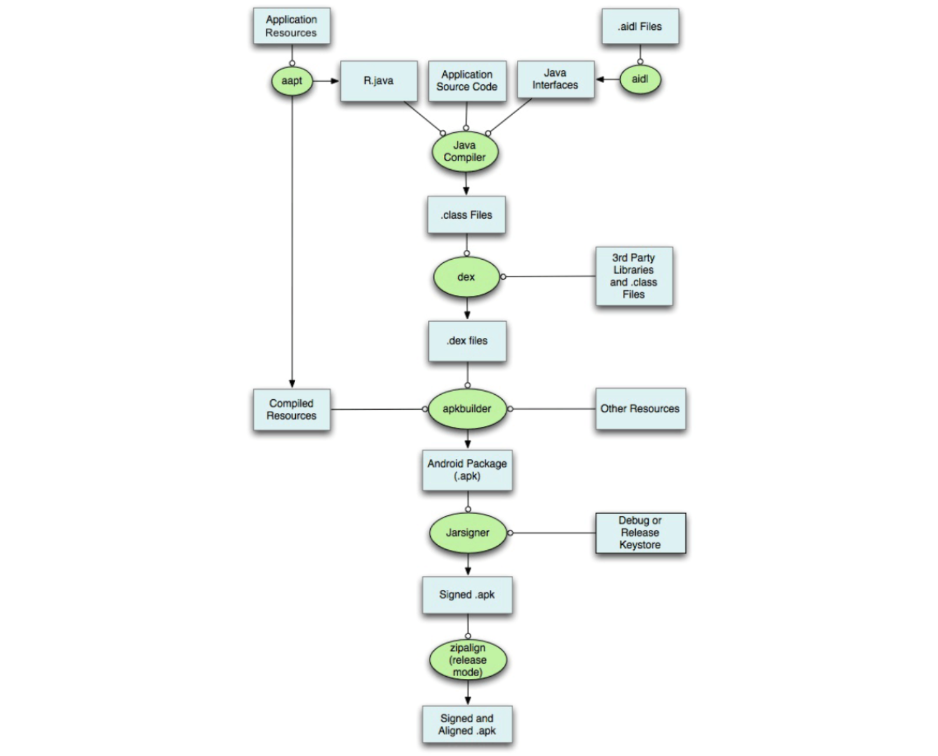 Application
Resources
.aidl Files
aapt
R.java
Application
Source Code
Java
Interfaces
aidl
Java
Compiler
.class Files
dex
3rd Party
Libraries
and .class
Files
.dex files
Compiled
Resources
apkbuilder
Other Resources
Android Package
(.apk)
Jarsigner
Debug or
Release
Keystore
Signed .apk
zipalign
(release
mode)
Signed and
Aligned .apk